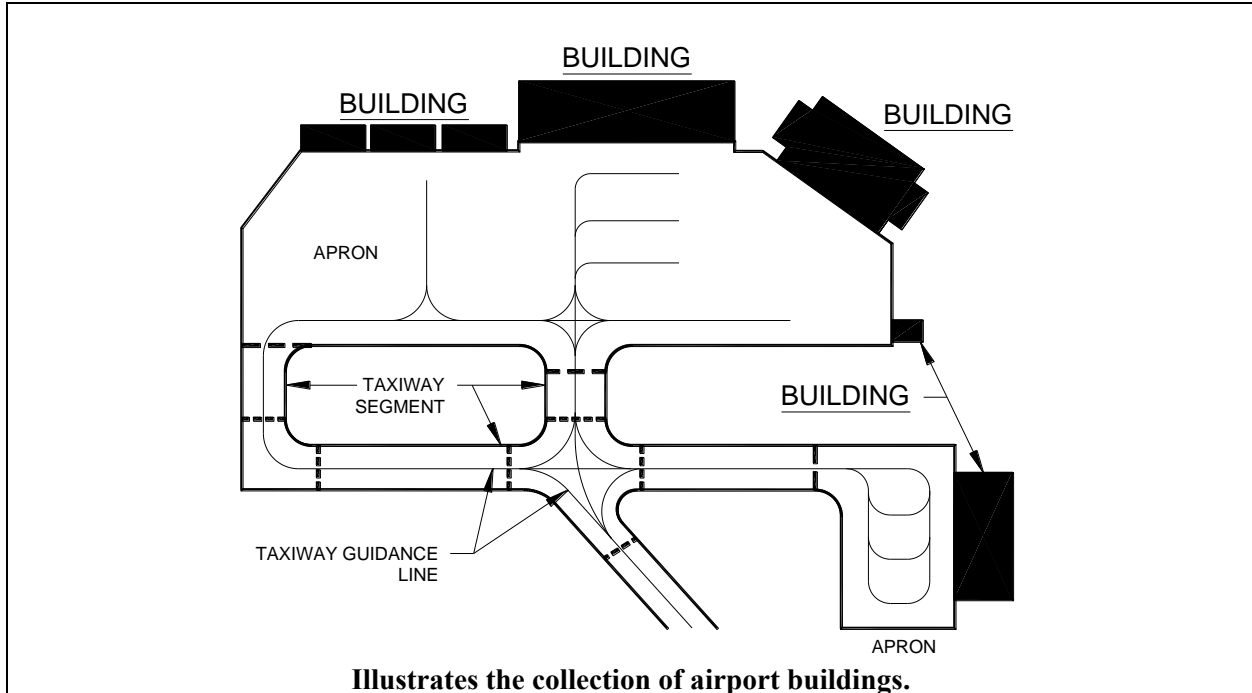 BUILDING
BUILDING
BUILDING
APRON
TAXIWAY
SEGMENT
BUILDING
TAXIWAY GUIDANCE
LINE
APRON
Illustrates the collection of airport buildings.